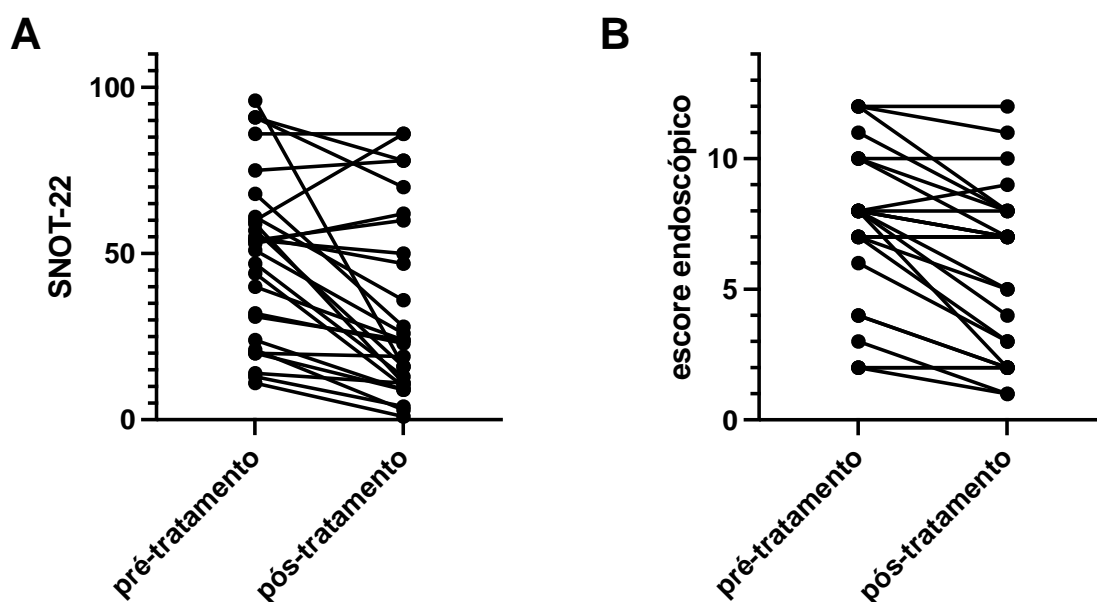 A
SNOT-22
100
50
0
pré-tratamento
pós-tratamento
B
escore endoscópico
10
5
0
pré-tratamento
pós-tratamento